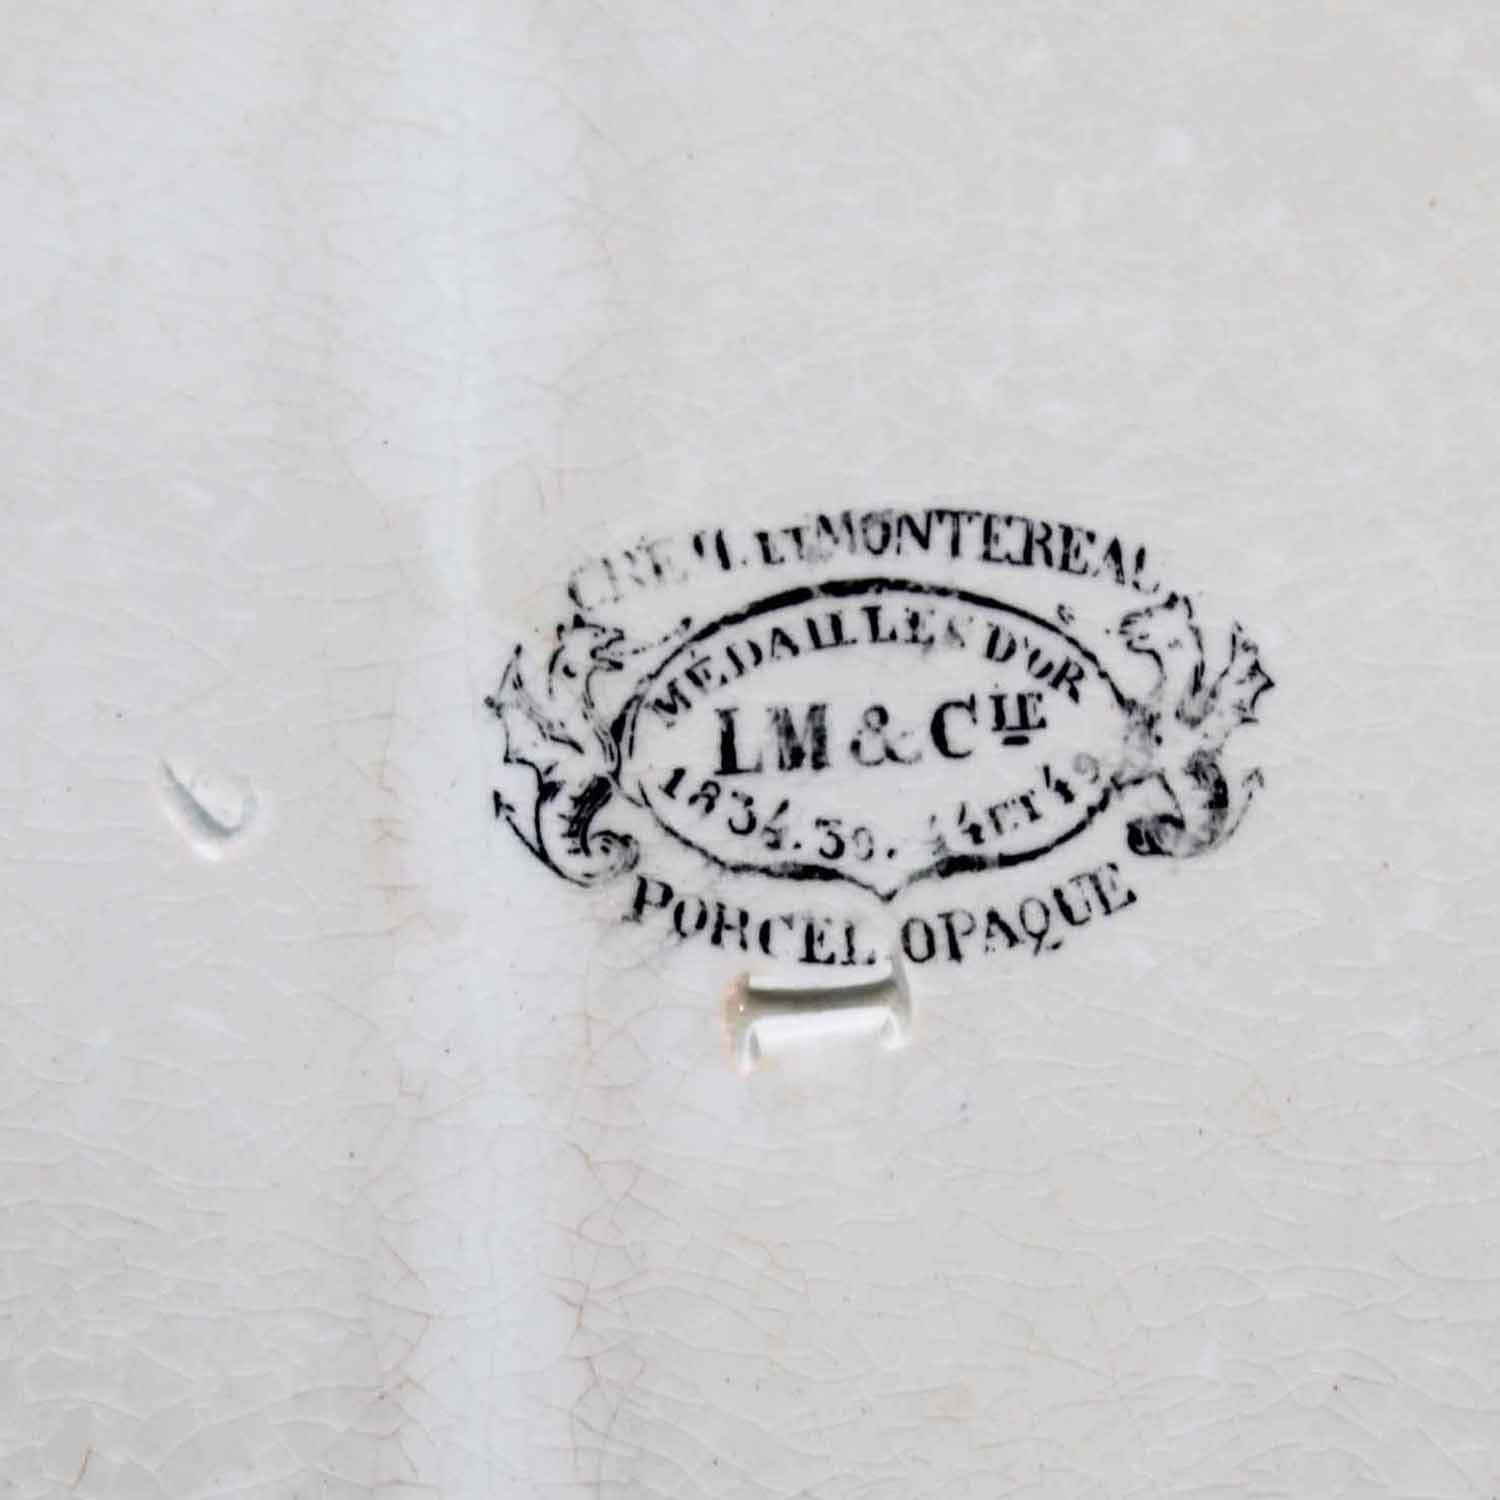 CREIL ET MONTEREAU
MÉDAILLES D'OR
LM & CIE
1834.39.44 ET 49
PORCEL OPAQUE